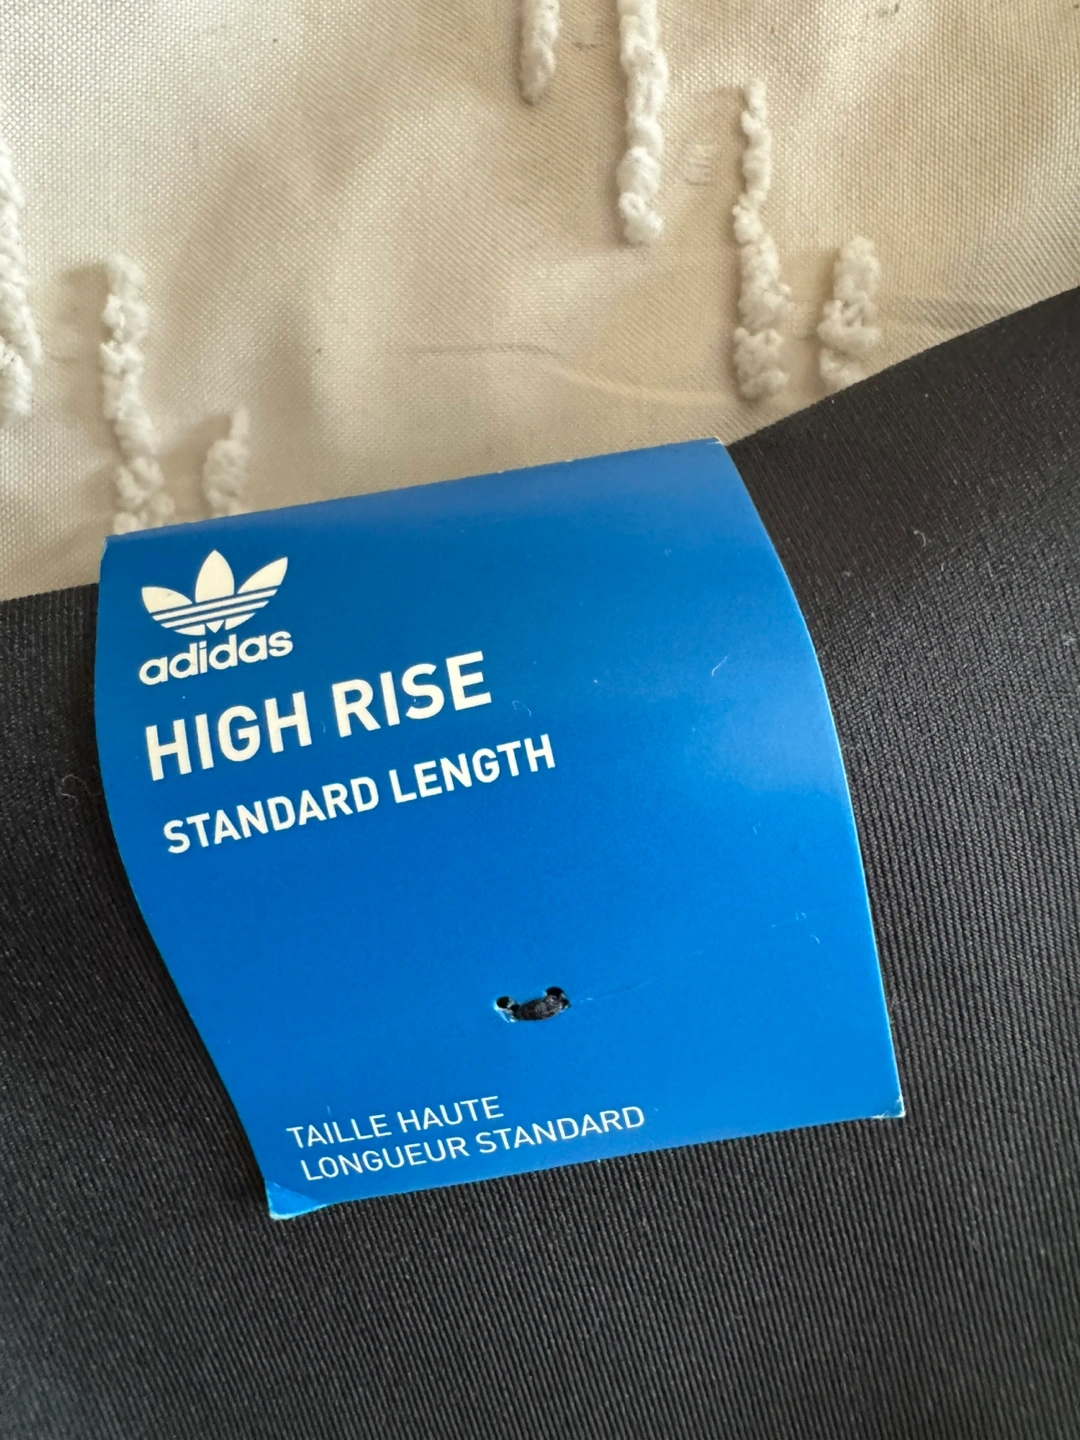 adidas
HIGH RISE
STANDARD LENGTH
TAILLE HAUTE
LONGUEUR STANDARD